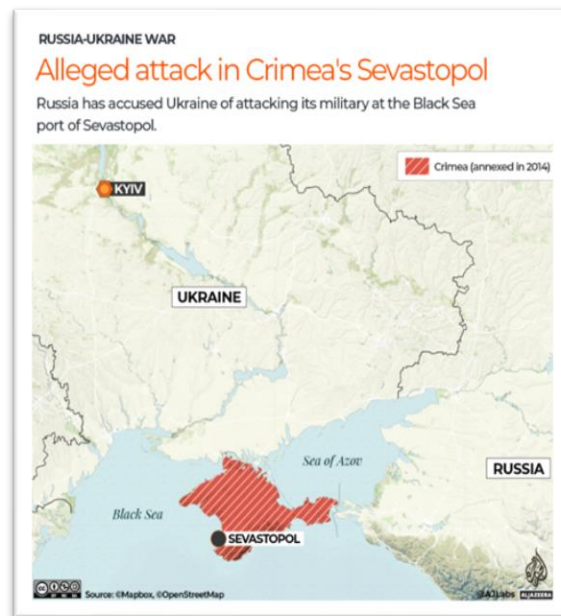 RUSSIA-UKRAINE WAR
Alleged attack in Crimea's Sevastopol
Russia has accused Ukraine of attacking its military at the Black Sea
port of Sevastopol.
Crimea (annexed in 2014)
KYIV
UKRAINE
Sea of Azov
RUSSIA
Black Sea
SEVASTOPOL
Source: ©Mapbox, ©OpenStreetMap
@AJLabs
ALJAZEERA